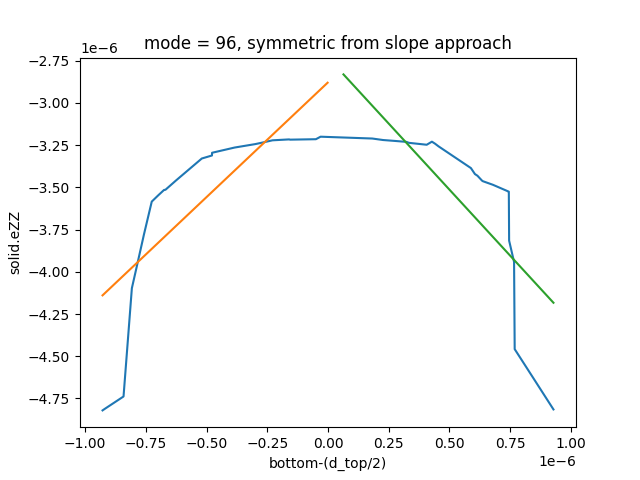 mode = 96, symmetric from slope approach
1e−6
−2.75
−3.00
−3.25
−3.50
−3.75
−4.00
−4.25
−4.50
−4.75
solid.eZZ
−1.00 −0.75 −0.50 −0.25 0.00 0.25 0.50 0.75 1.00
1e−6
bottom-(d_top/2)